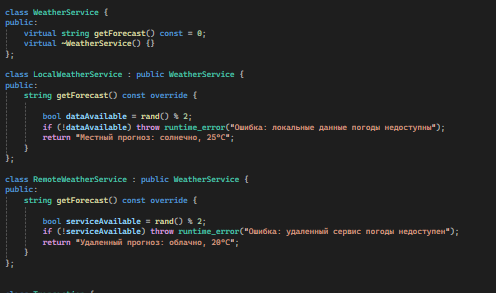 class WeatherService {
public:
    virtual string getForecast() const = 0;
    virtual ~WeatherService() {}
};
class LocalWeatherService : public WeatherService {
public:
    string getForecast() const override {
        bool dataAvailable = rand() % 2;
        if (!dataAvailable) throw runtime_error("Ошибка: локальные данные погоды недоступны");
        return "Местный прогноз: солнечно, 25°C";
    }
};
class RemoteWeatherService : public WeatherService {
public:
    string getForecast() const override {
        bool serviceAvailable = rand() % 2;
        if (!serviceAvailable) throw runtime_error("Ошибка: удаленный сервис погоды недоступен");
        return "Удаленный прогноз: облачно, 20°C";
    }
};